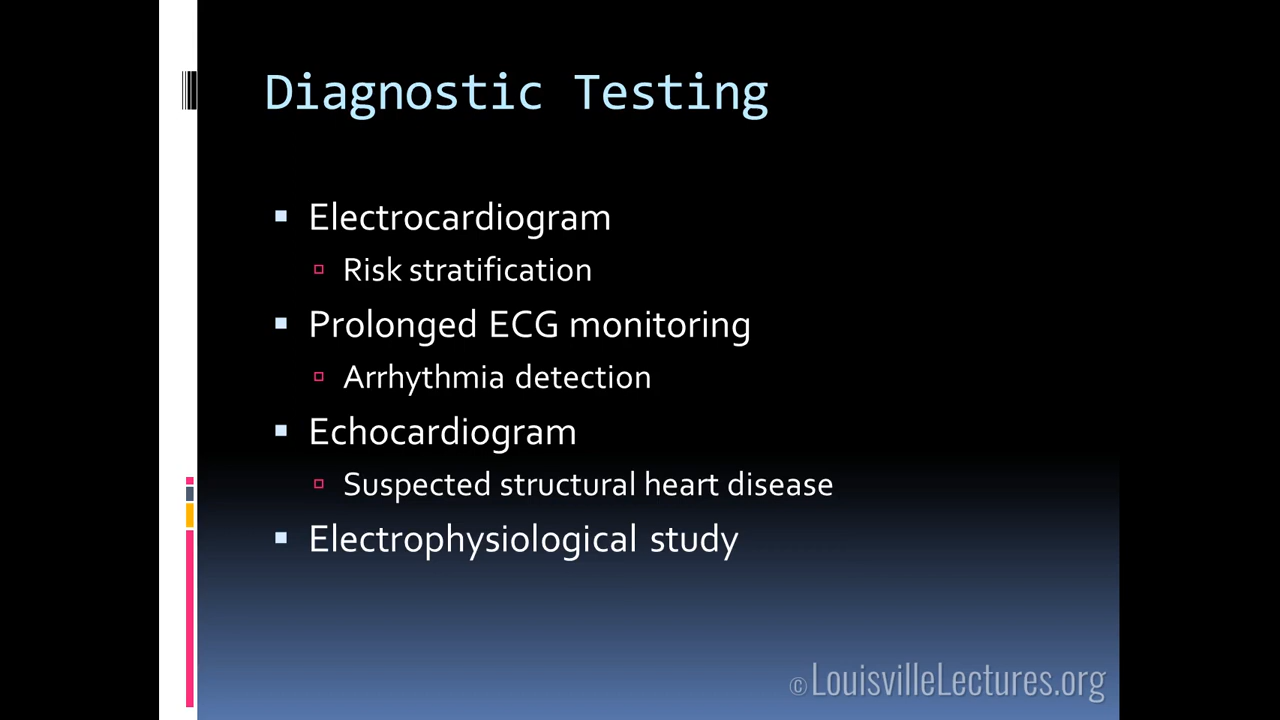 Diagnostic Testing
Electrocardiogram
Risk stratification
Prolonged ECG monitoring
Arrhythmia detection
Echocardiogram
Suspected structural heart disease
Electrophysiological study
© LouisvilleLectures.org